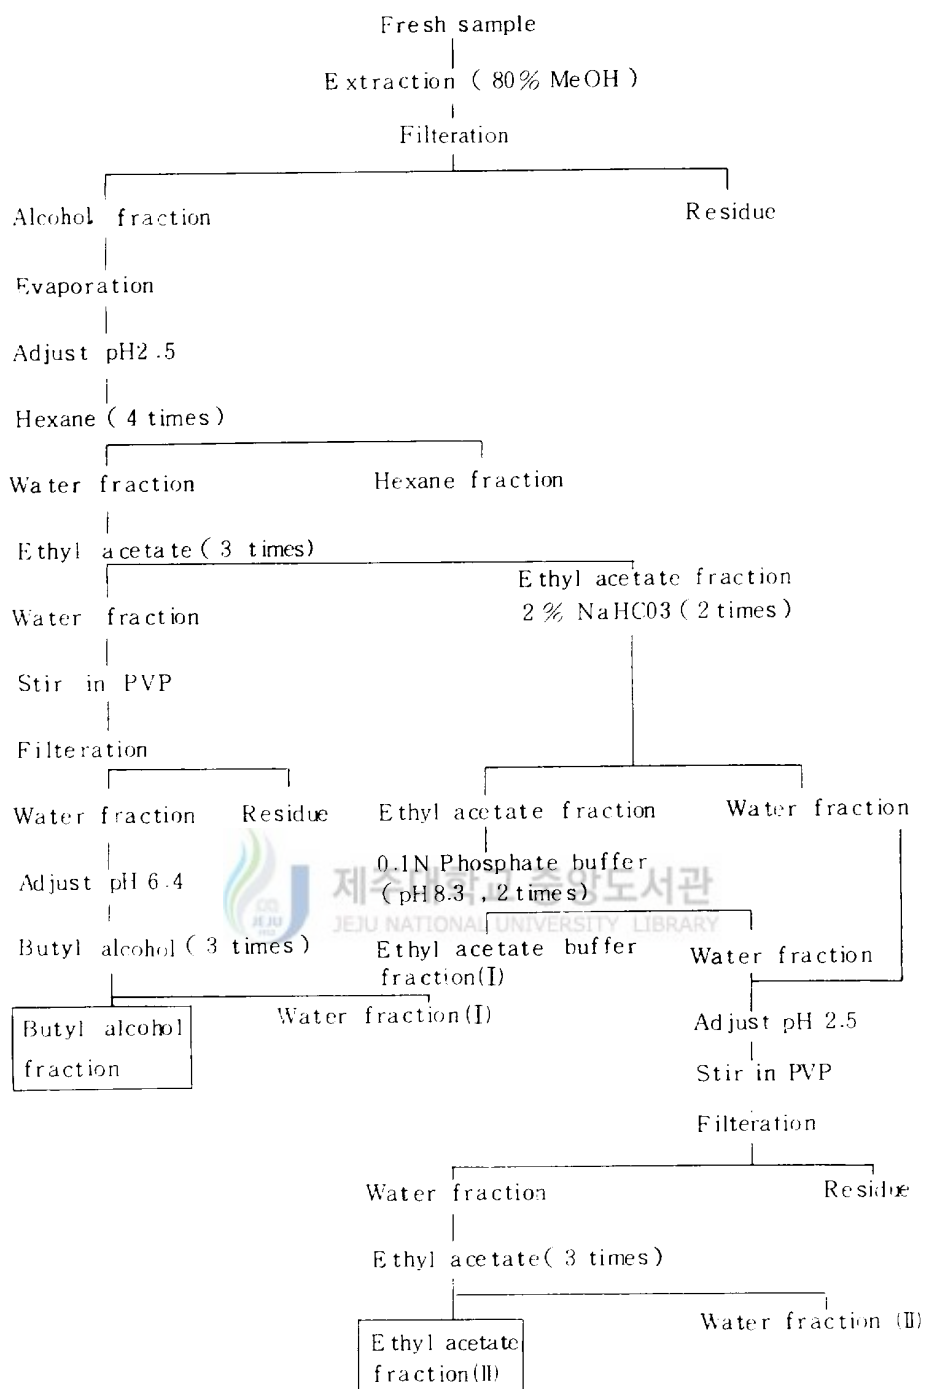 Fresh sample
Extraction ( 80% MeOH )
Filteration
Alcohol fraction
Residue
Evaporation
Adjust pH2.5
Hexane ( 4 times )
Water fraction
Hexane fraction
Ethyl acetate ( 3 times)
Ethyl acetate fraction
2 % NaHC03 ( 2 times )
Water fraction
Stir in PVP
Filteration
Water fraction
Residue
Ethyl acetate fraction
Water fraction
0.1N Phosphate buffer
( pH8.3 , 2 times )
Adjust pH 6.4
제주대학교 중앙도서관
JEJU NATIONAL UNIVERSITY LIBRARY
JEJU
1952
Butyl alcohol ( 3 times )
Ethyl acetate buffer
fraction(I)
Water fraction
Butyl alcohol
fraction
Water fraction(I)
Adjust pH 2.5
Stir in PVP
Filteration
Water fraction
Residue
Ethyl acetate( 3 times )
Ethyl acetate
fraction(II)
Water fraction (II)